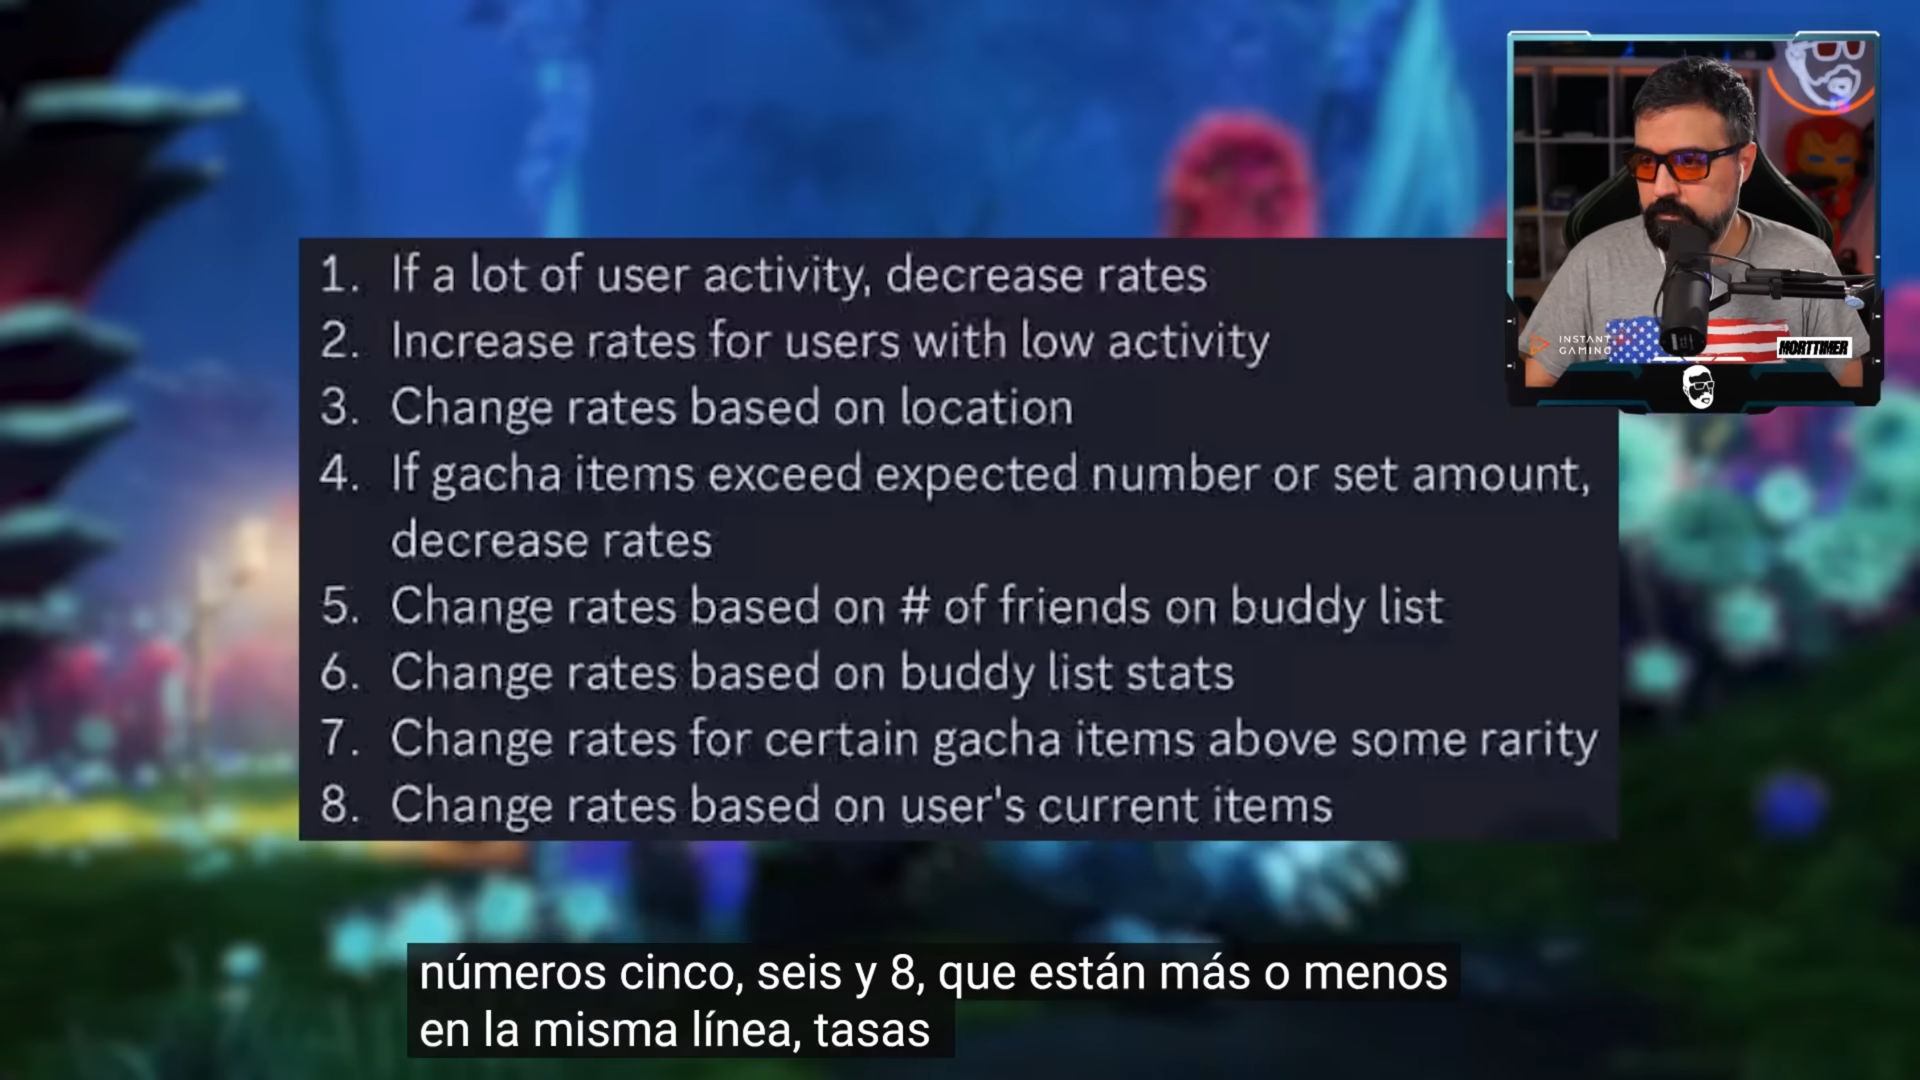 1. If a lot of user activity, decrease rates
2. Increase rates for users with low activity
3. Change rates based on location
4. If gacha items exceed expected number or set amount,
decrease rates
5. Change rates based on # of friends on buddy list
6. Change rates based on buddy list stats
7. Change rates for certain gacha items above some rarity
8. Change rates based on user's current items
INSTANT
GAMING
MORTTIMER
números cinco, seis y 8, que están más o menos
en la misma línea, tasas